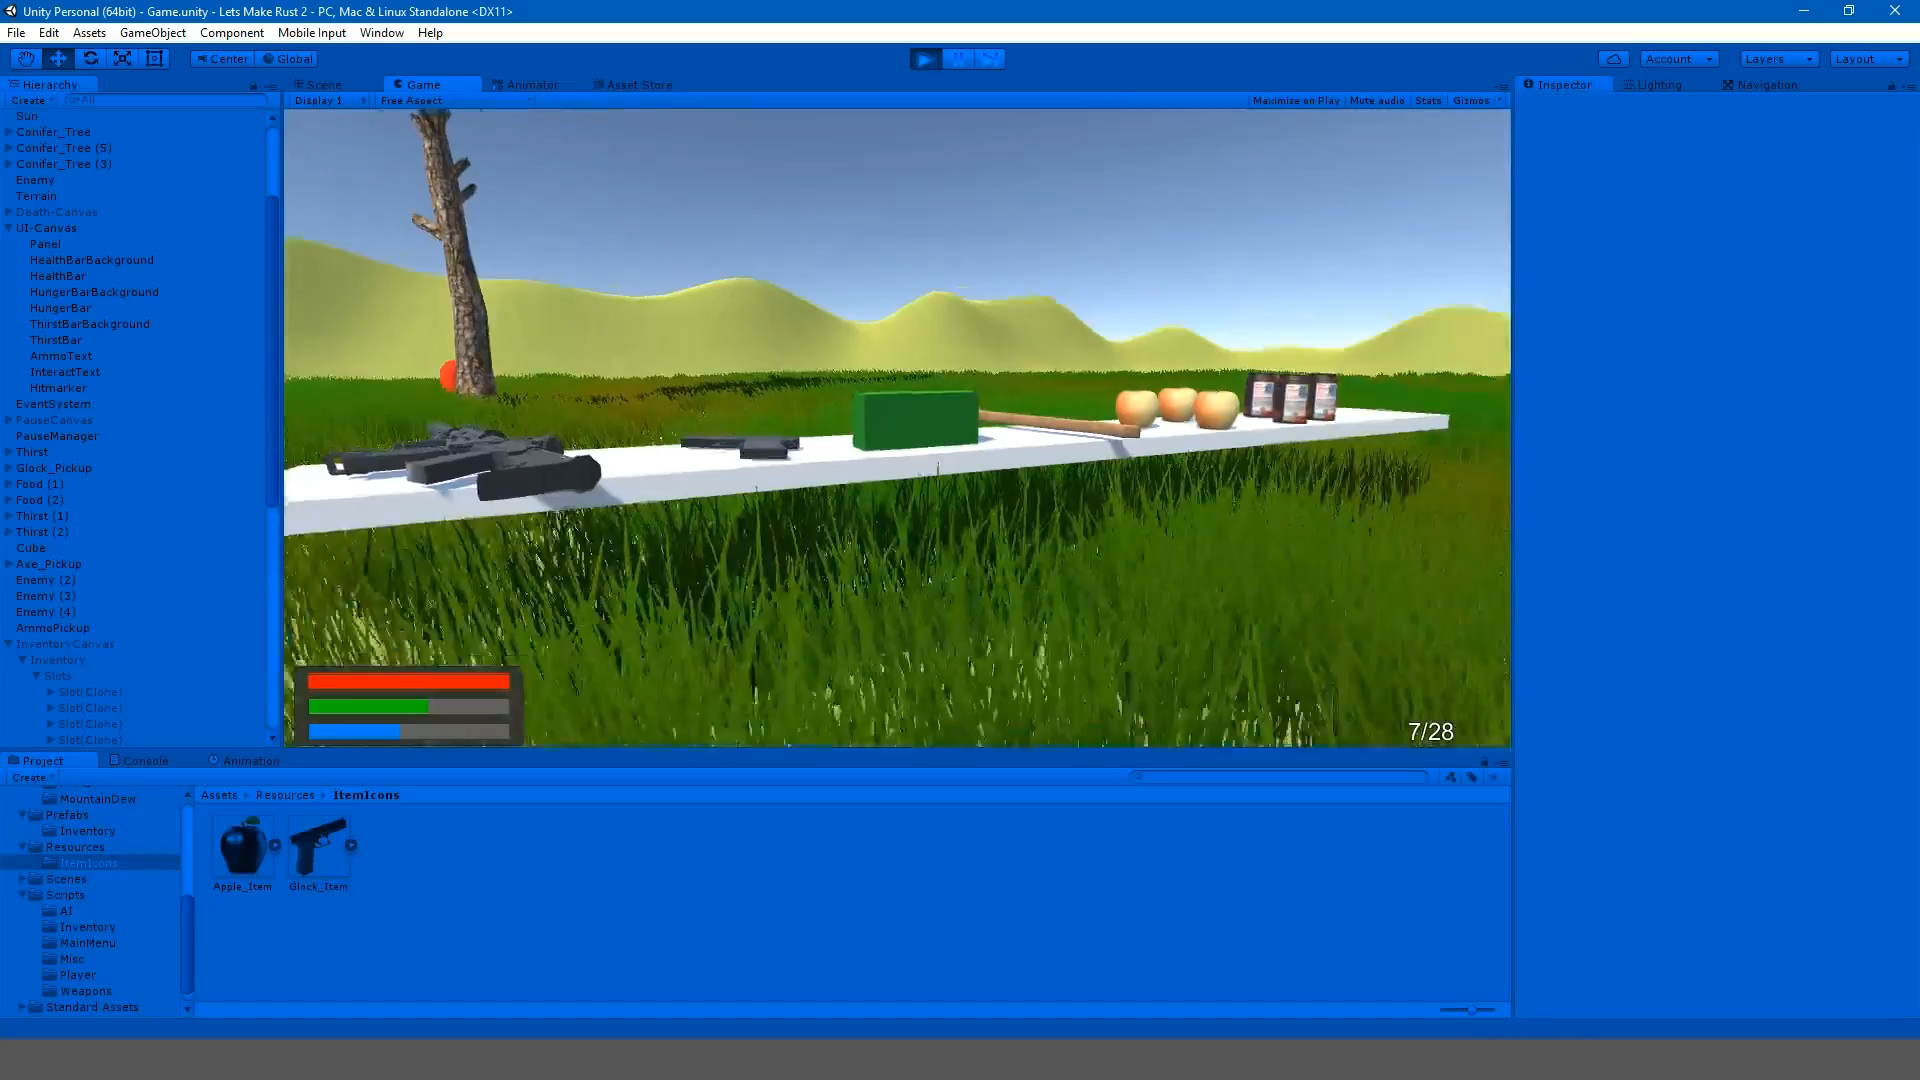 Unity Personal (64bit) - Game.unity - Lets Make Rust 2 - PC, Mac & Linux Standalone <DX11>
File Edit Assets GameObject Component Mobile Input Window Help
Center Global Account Layers Layout
Hierarchy
Create All
Sun
Conifer_Tree
Conifer_Tree (5)
Conifer_Tree (3)
Enemy
Terrain
Death-Canvas
UI-Canvas
Panel
HealthBarBackground
HealthBar
HungerBarBackground
HungerBar
ThirstBarBackground
ThirstBar
AmmoText
InteractText
Hitmarker
EventSystem
PauseCanvas
PauseManager
Thirst
Glock_Pickup
Food (1)
Food (2)
Thirst (1)
Thirst (2)
Cube
Axe_Pickup
Enemy (2)
Enemy (3)
Enemy (4)
AmmoPickup
InventoryCanvas
Inventory
Slots
Slot(Clone)
Slot(Clone)
Slot(Clone)
Slot(Clone)
Scene Game Animator Asset Store
Display 1 Free Aspect Maximize on Play Mute audio Stats Gizmos
7/28
Inspector Lighting Navigation
Project Console Animation
Create
MountainDew
Prefabs
Inventory
Resources
ItemIcons
Scenes
Scripts
AI
Inventory
MainMenu
Misc
Player
Weapons
Standard Assets
Assets Resources ItemIcons
Apple_Item Glock_Item